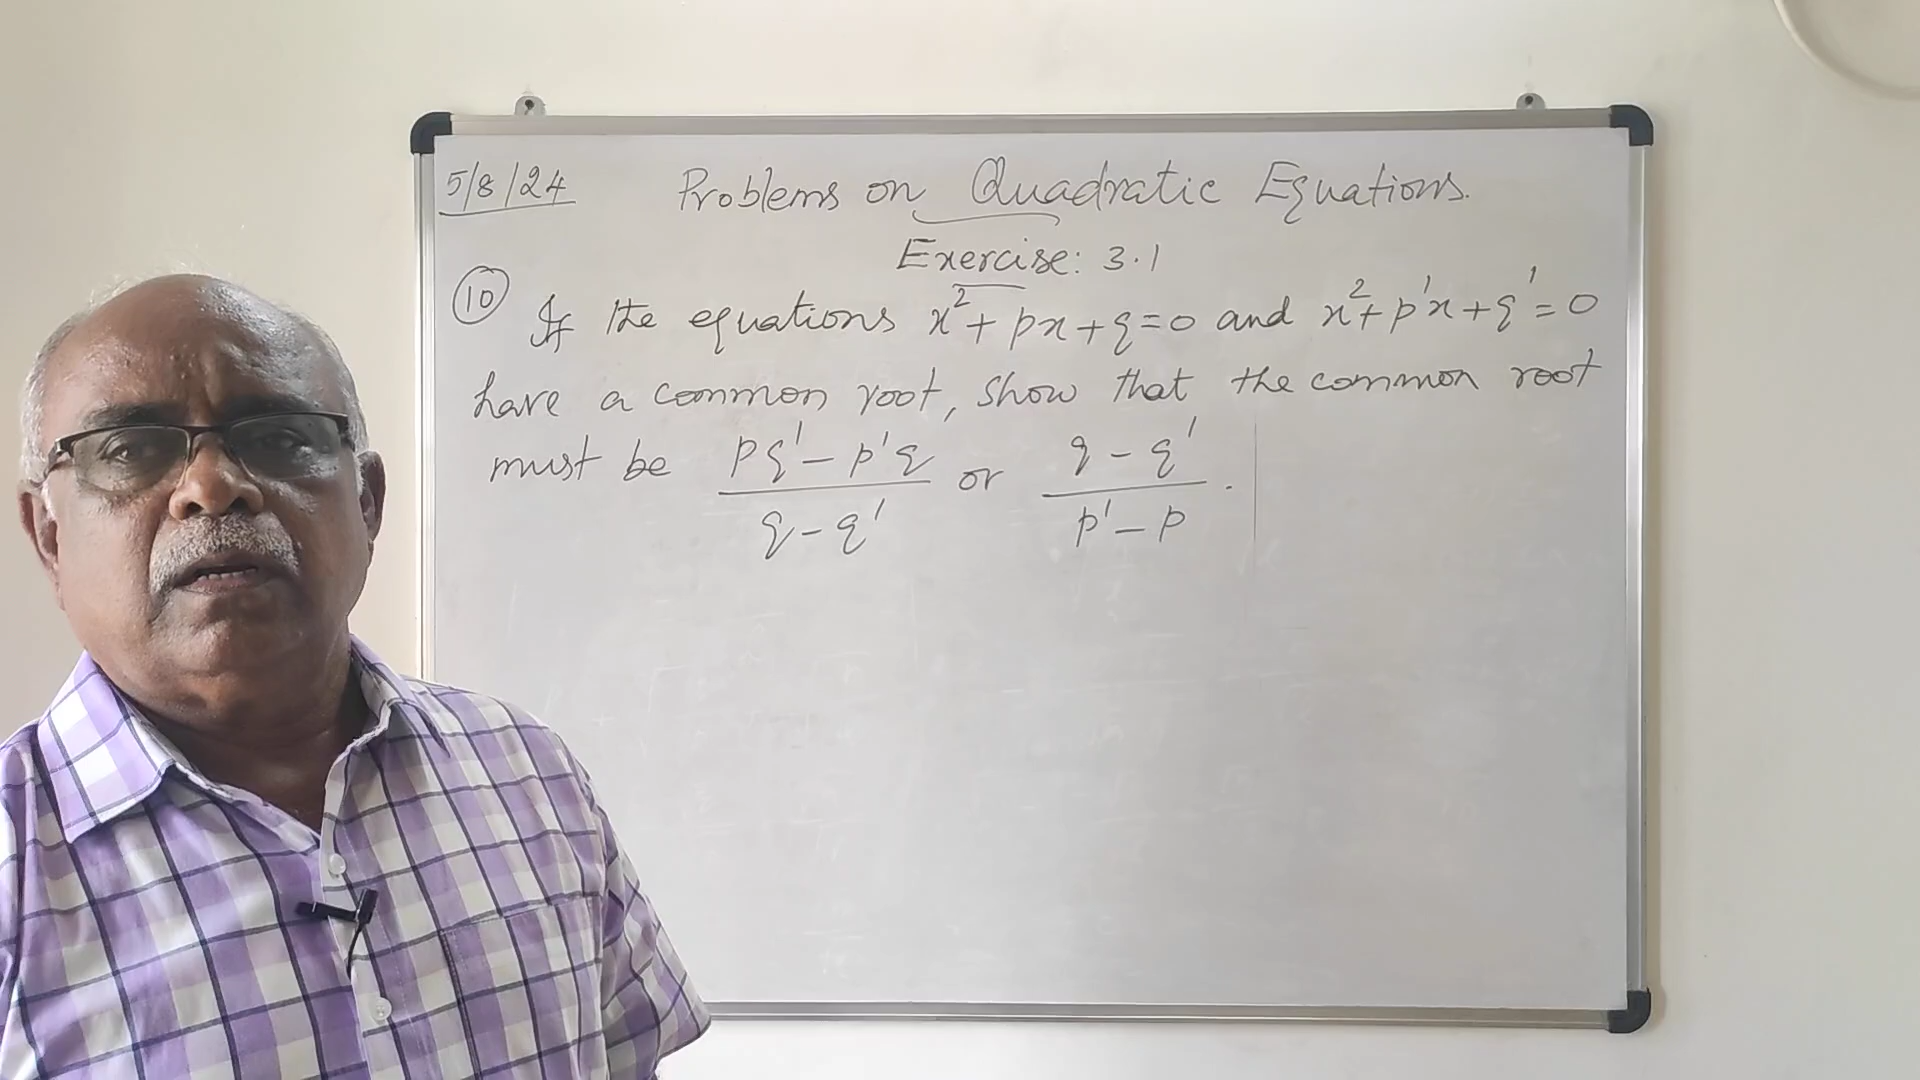 5/8/24 Problems on Quadratic Equations.
Exercise: 3.1
(10) If the equations x²+px+q=0 and x²+p'x+q'=0
have a common root, show that the common root
must be (pq'-p'q)/(q-q') or (q-q')/(p'-p).